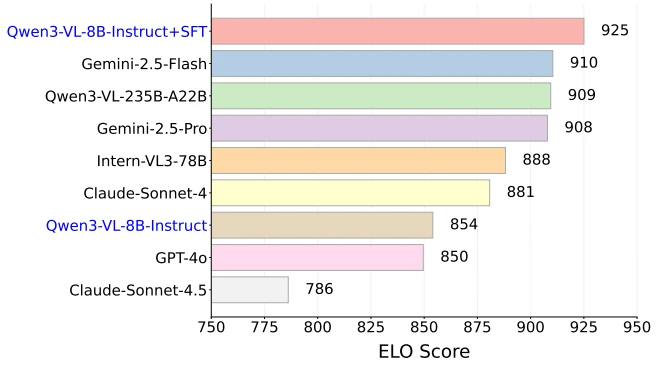 Qwen3-VL-8B-Instruct+SFT 925
Gemini-2.5-Flash 910
Qwen3-VL-235B-A22B 909
Gemini-2.5-Pro 908
Intern-VL3-78B 888
Claude-Sonnet-4 881
Qwen3-VL-8B-Instruct 854
GPT-4o 850
Claude-Sonnet-4.5 786
750 775 800 825 850 875 900 925 950
ELO Score